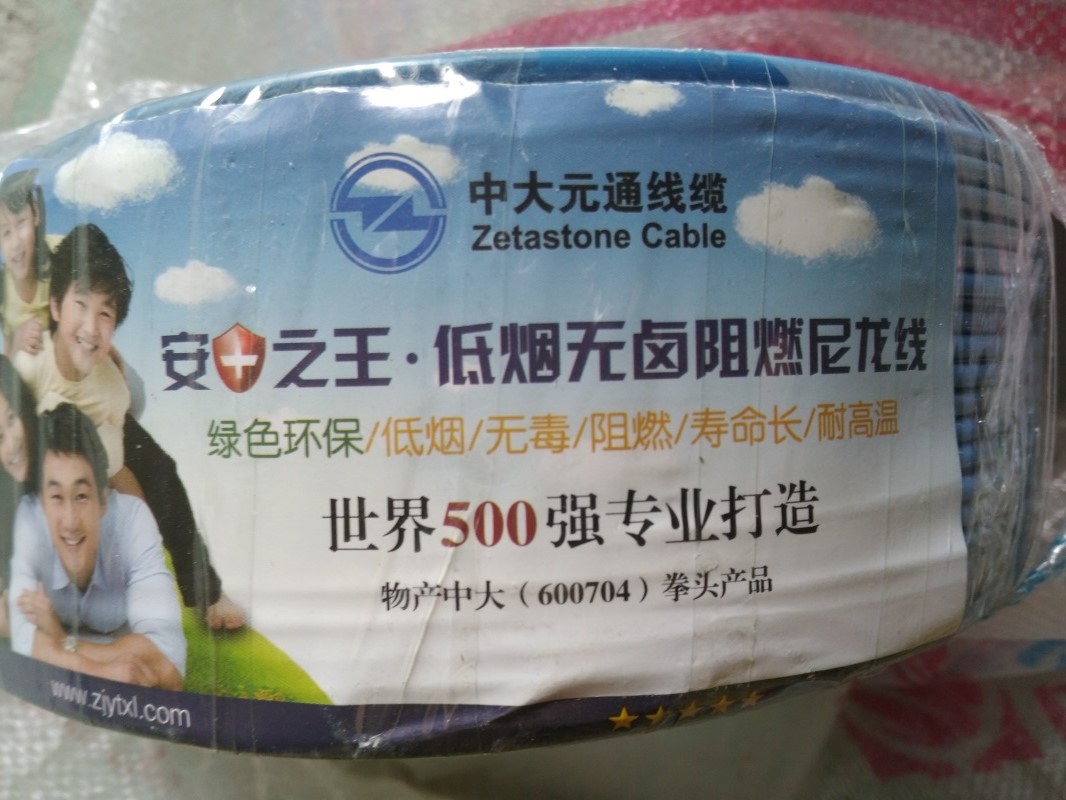 中大元通线缆
Zetastone Cable
安之王·低烟无卤阻燃尼龙线
绿色环保/低烟/无毒/阻燃/寿命长/耐高温
世界500强专业打造
物产中大（600704）拳头产品
www.zjytxl.com